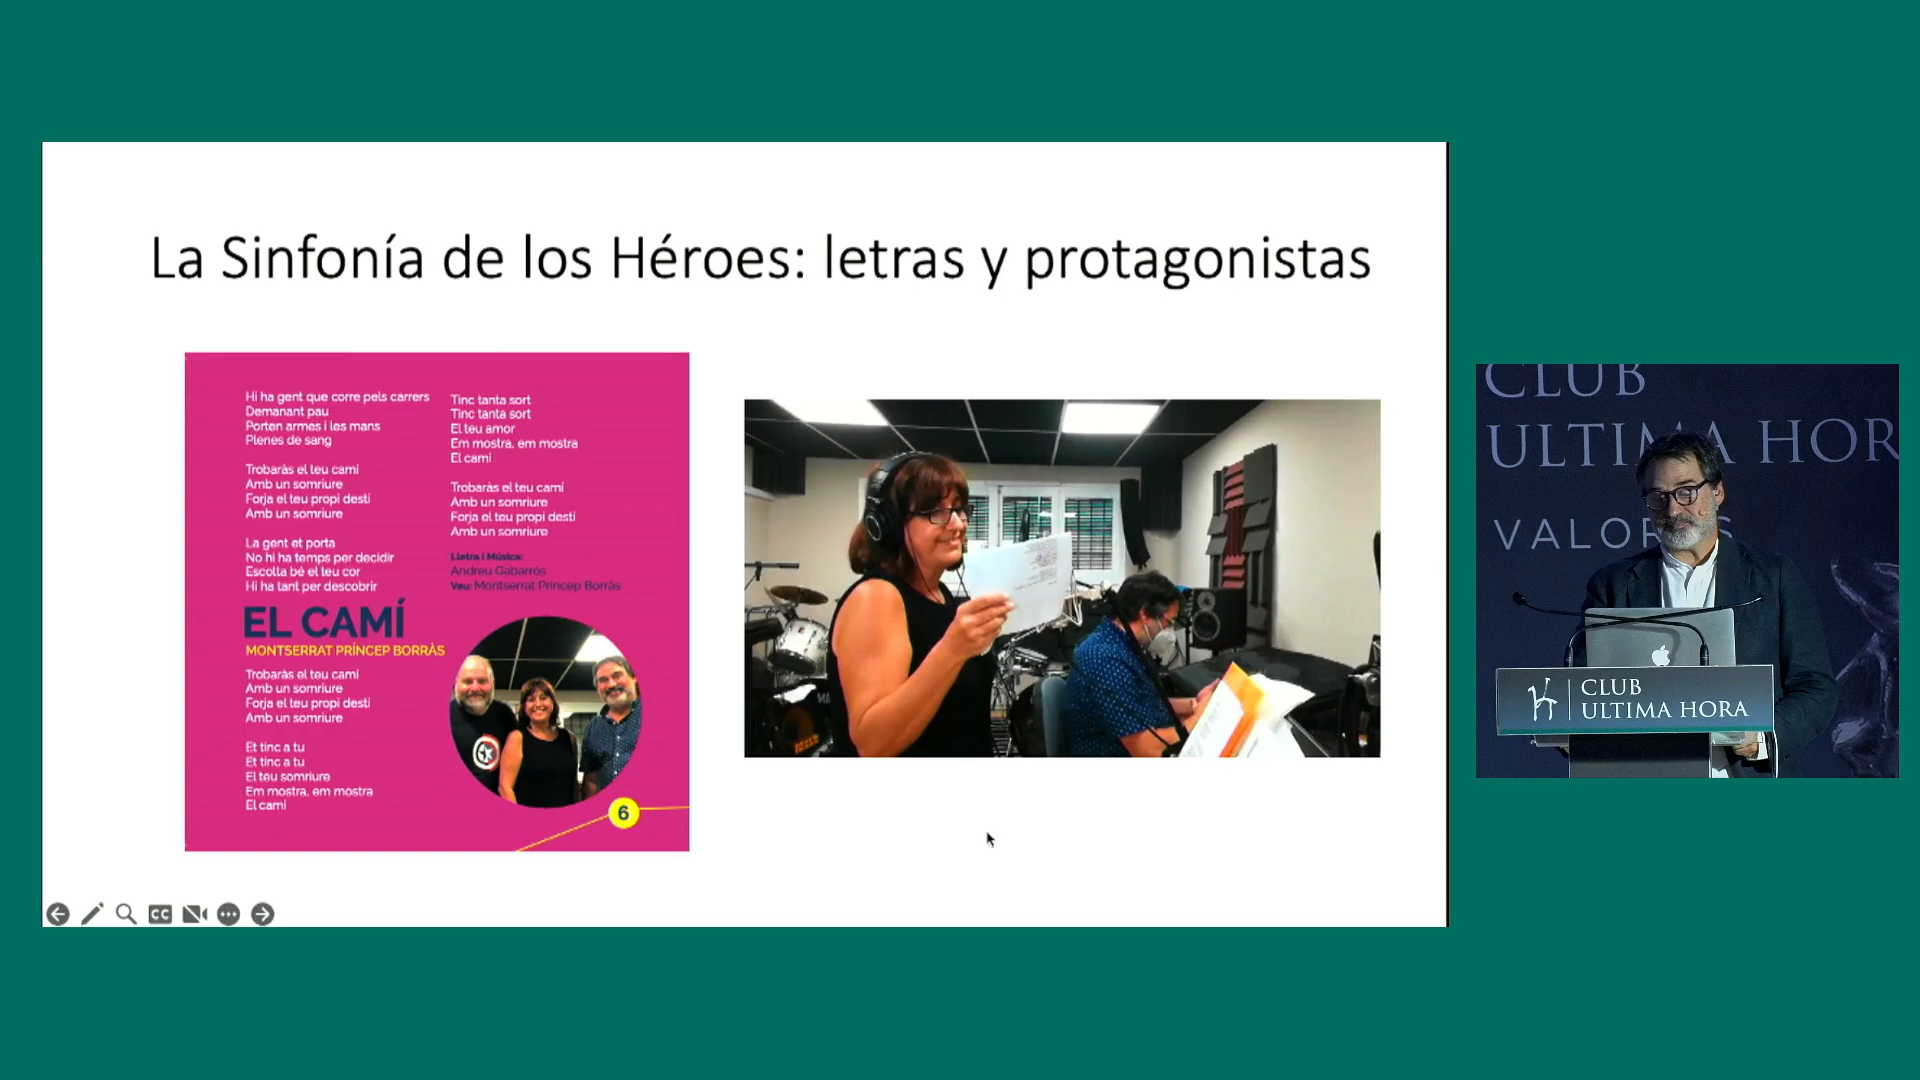 La Sinfonía de los Héroes: letras y protagonistas
Hi ha gent que corre pels carrers
Demanant pau
Porten armes i les mans
Plenes de sang
Trobaràs el teu camí
Amb un somriure
Forja el teu propi destí
Amb un somriure
La gent et porta
No hi ha temps per decidir
Escolta bé el teu cor
Hi ha tant per descobrir
EL CAMÍ
MONTSERRAT PRÍNCEP BORRÀS
Trobaràs el teu camí
Amb un somriure
Forja el teu propi destí
Amb un somriure
Et tinc a tu
Et tinc a tu
El teu somriure
Em mostra, em mostra
El camí
Tinc tanta sort
Tinc tanta sort
El teu amor
Em mostra, em mostra
El camí
Trobaràs el teu camí
Amb un somriure
Forja el teu propi destí
Amb un somriure
Lletra i Música:
Andreu Gabarrós
Veu: Montserrat Príncep Borràs
6
CC
CLUB
ULTIMA HOR
VALOR S
CLUB
ULTIMA HORA